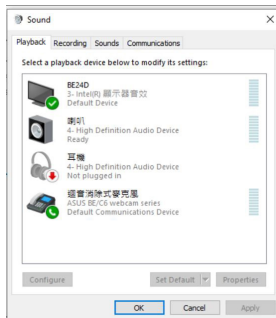 Sound
Playback Recording Sounds Communications
Select a playback device below to modify its settings:
BE24D
3- Intel(R) 顯示器音效
Default Device
喇叭
4- High Definition Audio Device
Ready
耳機
4- High Definition Audio Device
Not plugged in
迴音消除式麥克風
ASUS BE/C6 webcam series
Default Communications Device
Configure Set Default Properties
OK Cancel Apply